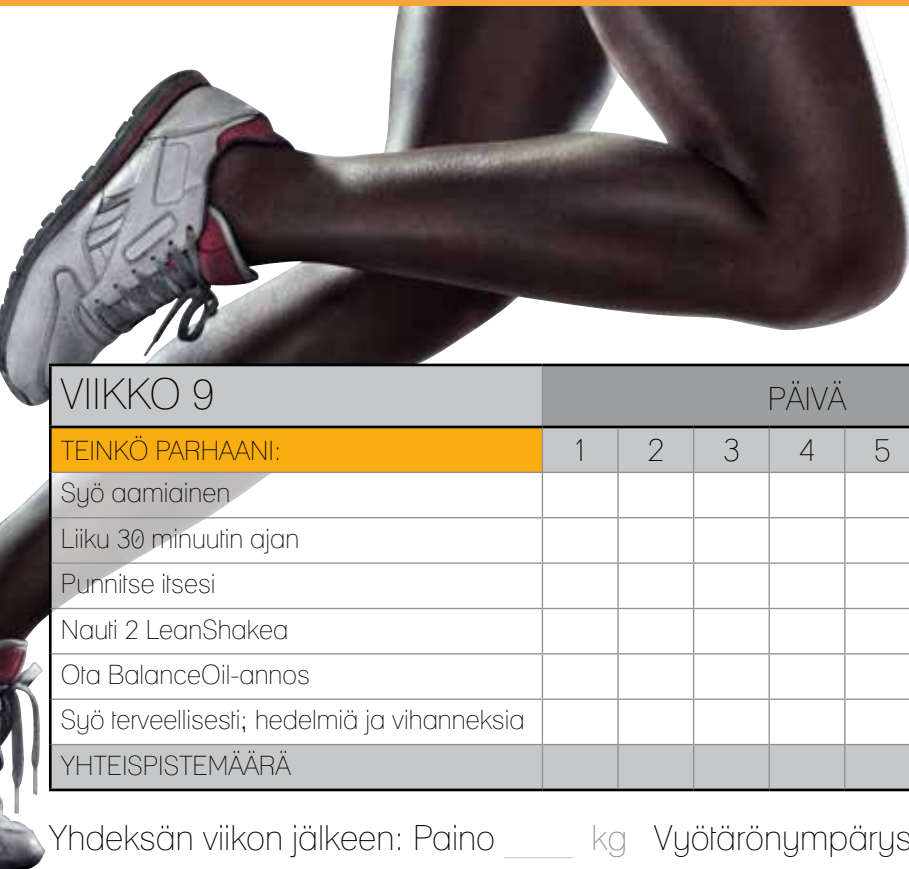 VIIKKO 9 PÄIVÄ
TEINKÖ PARHAANI: 1 2 3 4 5
Syö aamiainen
Liiku 30 minuutin ajan
Punnitse itsesi
Nauti 2 LeanShakea
Ota BalanceOil-annos
Syö terveellisesti; hedelmiä ja vihanneksia
YHTEISPISTEMÄÄRÄ
Yhdeksän viikon jälkeen: Paino ____ kg Vyötärönympärys